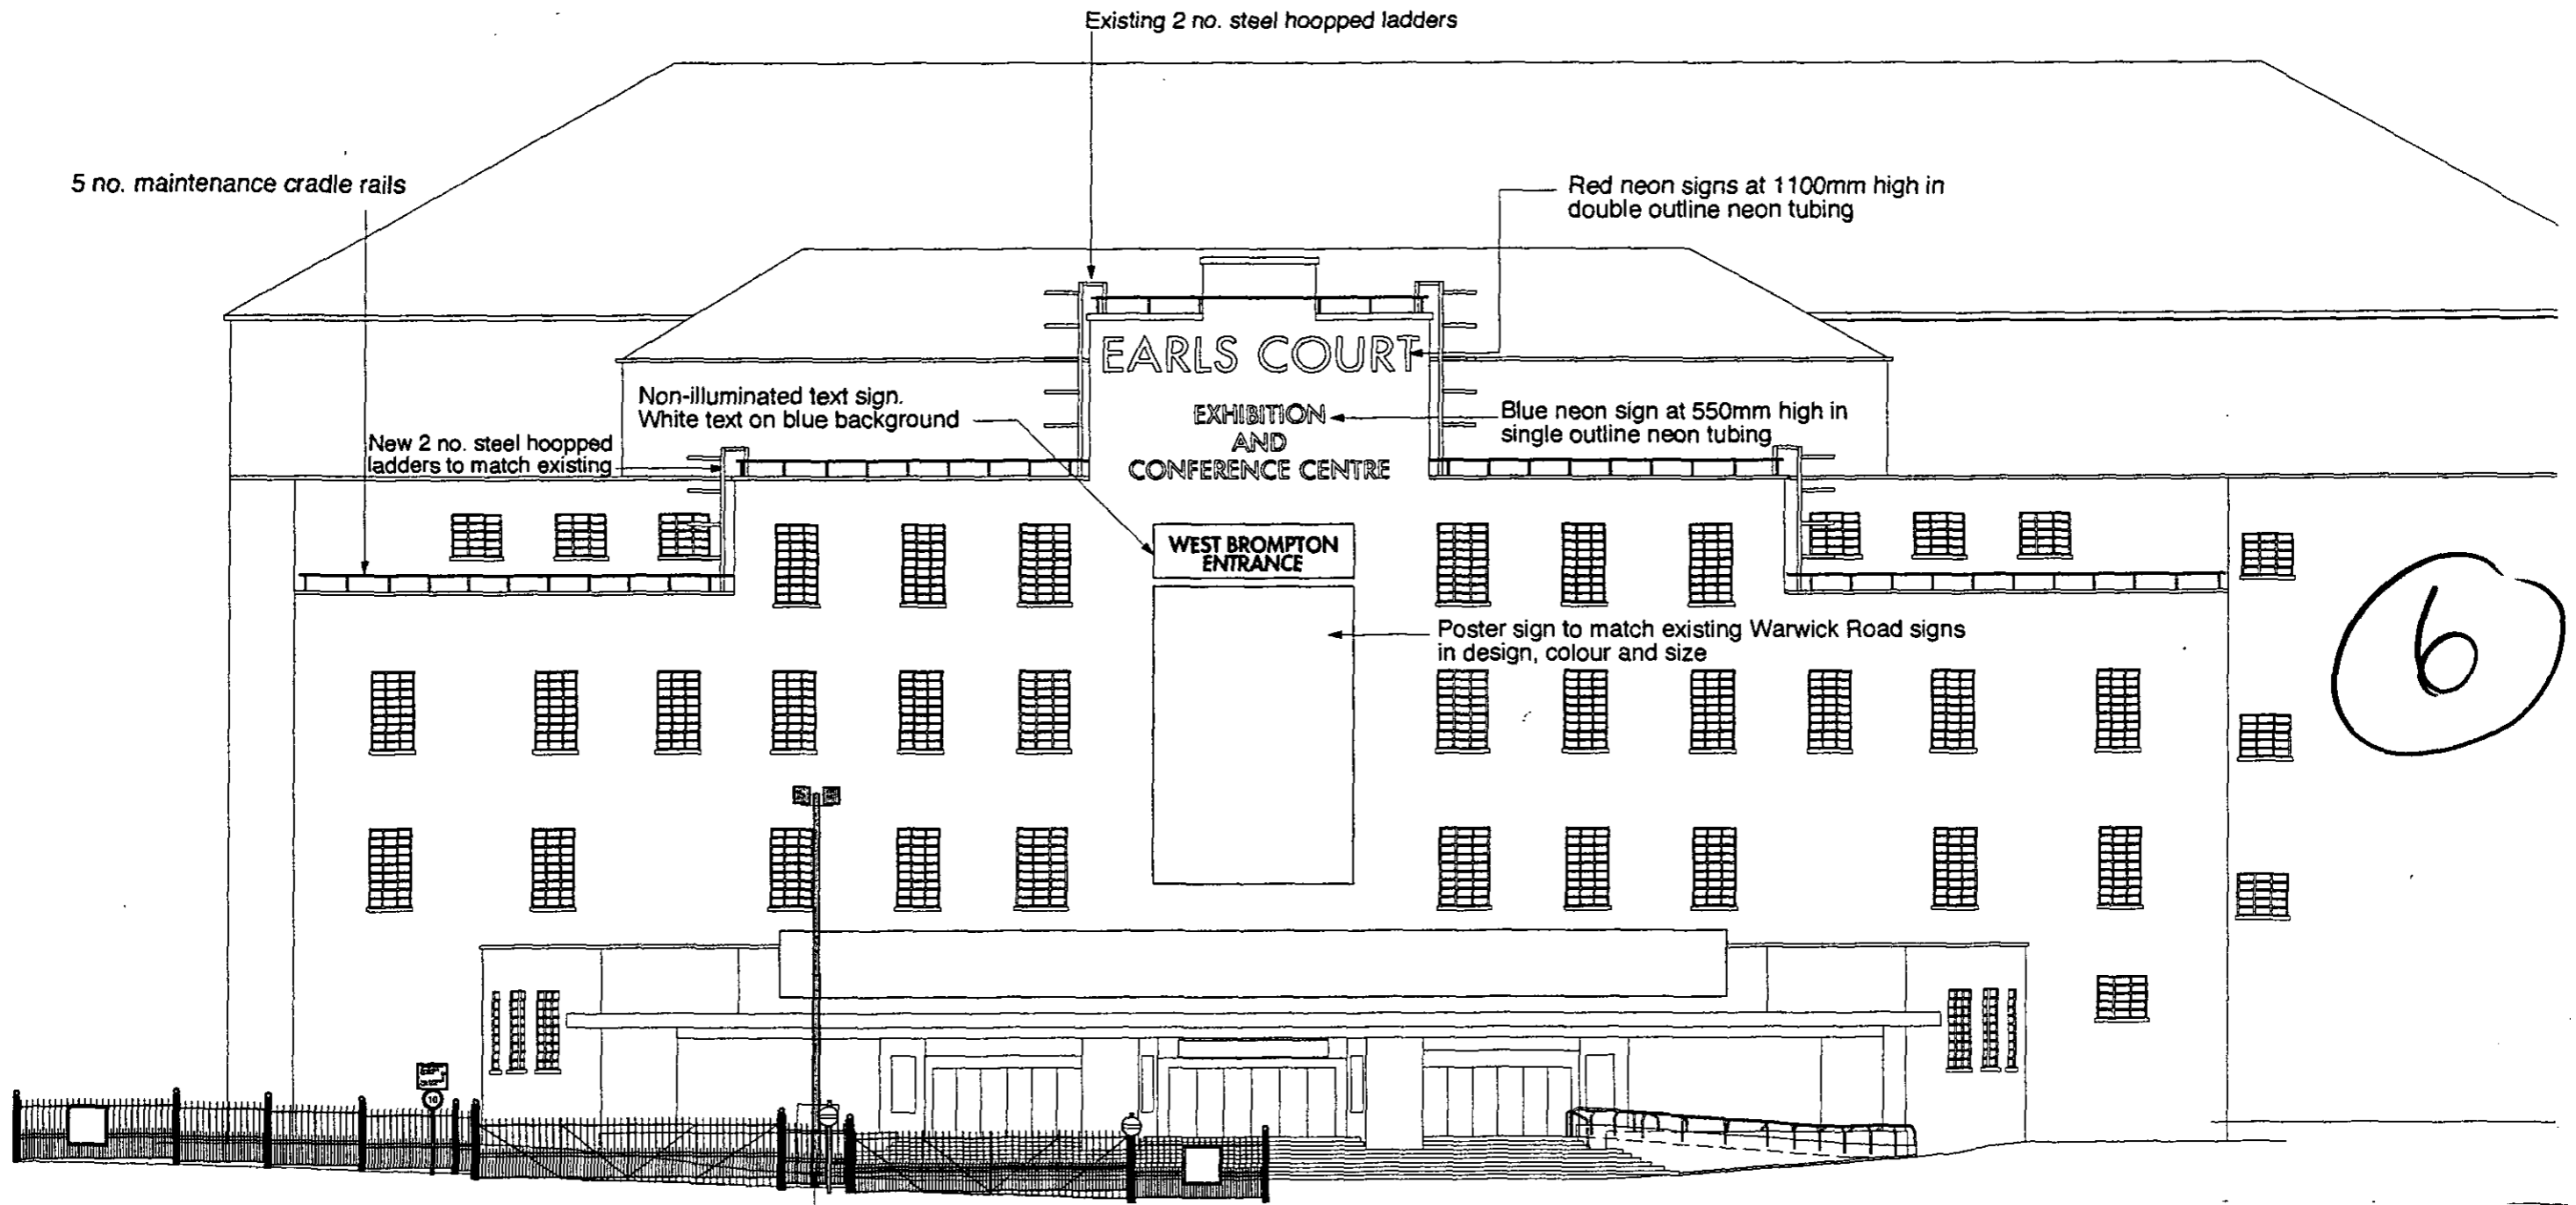 Existing 2 no. steel hoopped ladders
5 no. maintenance cradle rails
Red neon signs at 1100mm high in
double outline neon tubing
EARLS COURT
Non-illuminated text sign.
White text on blue background
EXHIBITION
AND
CONFERENCE CENTRE
Blue neon sign at 550mm high in
single outline neon tubing
New 2 no. steel hoopped
ladders to match existing
WEST BROMPTON
ENTRANCE
Poster sign to match existing Warwick Road signs
in design, colour and size
6
10